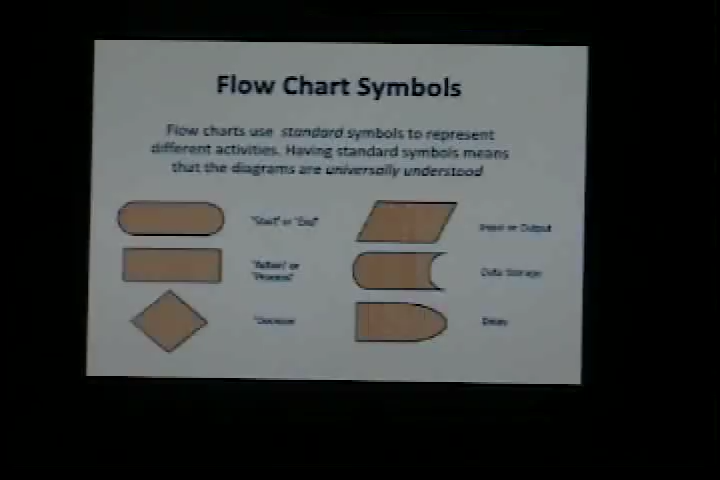 Flow Chart Symbols
Flow charts use standard symbols to represent
different activities. Having standard symbols means
that the diagrams are universally understood
"Start" or "End"
Input or Output
"Action" or
"Process"
Data Storage
"Decision
Delay